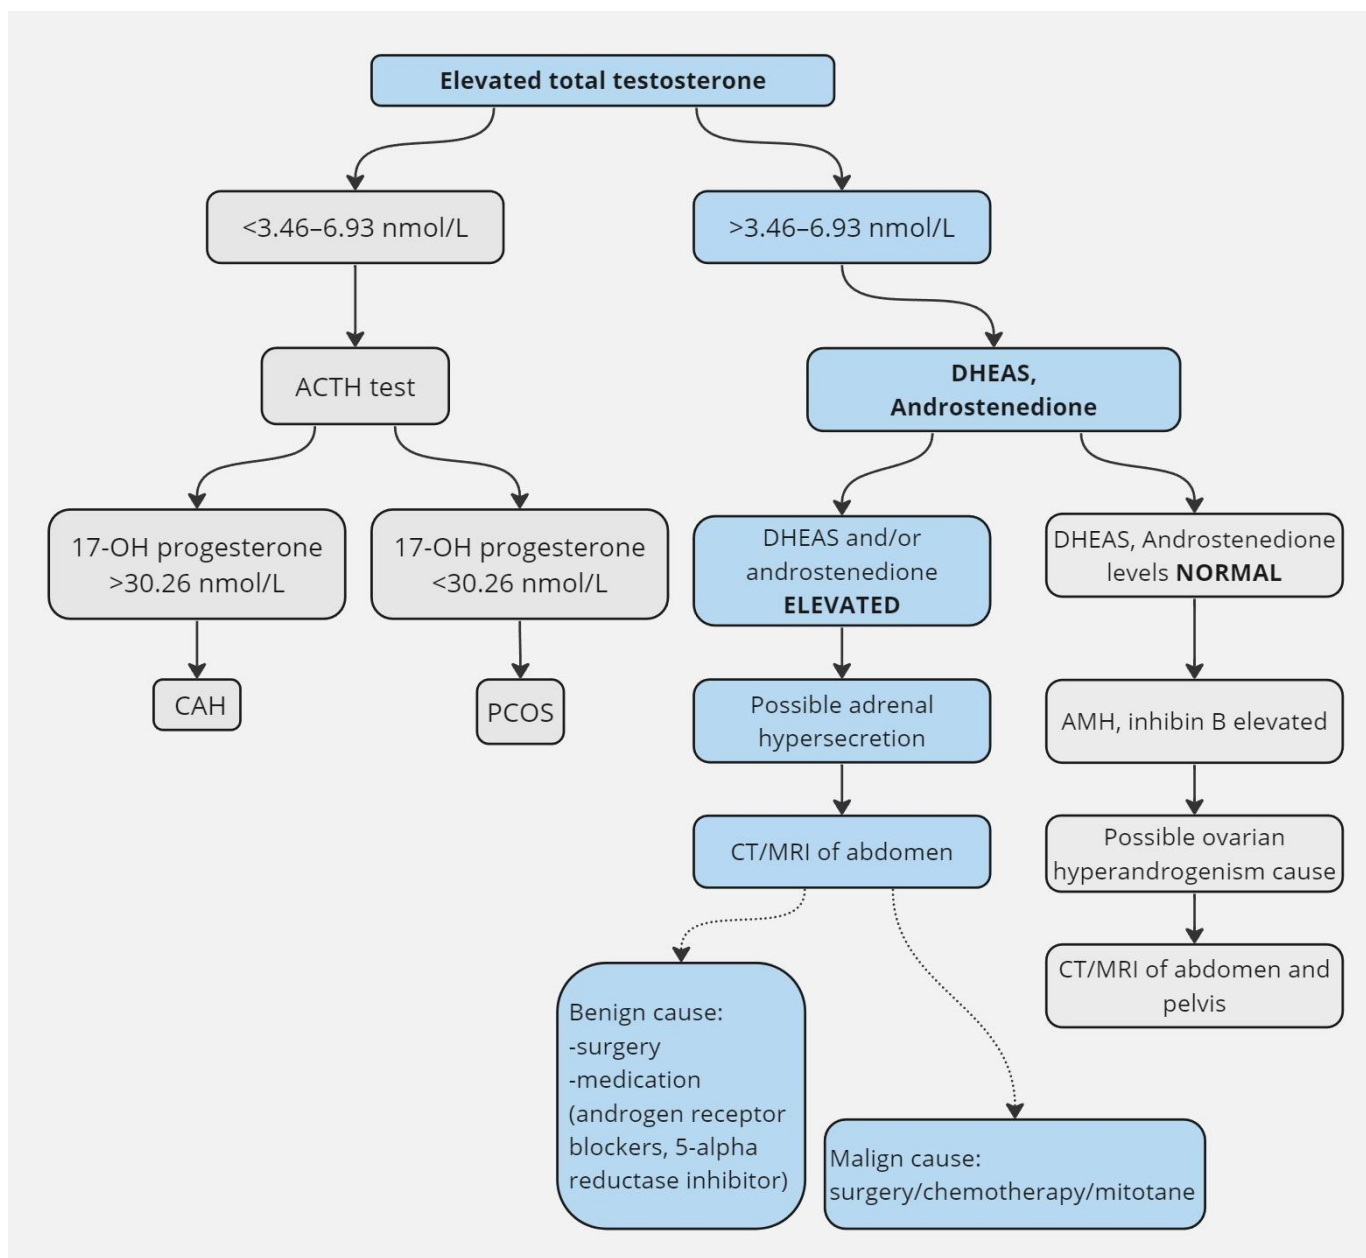 Elevated total testosterone
<3.46–6.93 nmol/L
>3.46–6.93 nmol/L
ACTH test
DHEAS,
Androstenedione
17-OH progesterone
>30.26 nmol/L
17-OH progesterone
<30.26 nmol/L
DHEAS and/or
androstenedione
ELEVATED
DHEAS, Androstenedione
levels NORMAL
CAH
PCOS
Possible adrenal
hypersecretion
AMH, inhibin B elevated
CT/MRI of abdomen
Possible ovarian
hyperandrogenism cause
CT/MRI of abdomen and
pelvis
Benign cause:
-surgery
-medication
(androgen receptor
blockers, 5-alpha
reductase inhibitor)
Malign cause:
surgery/chemotherapy/mitotane